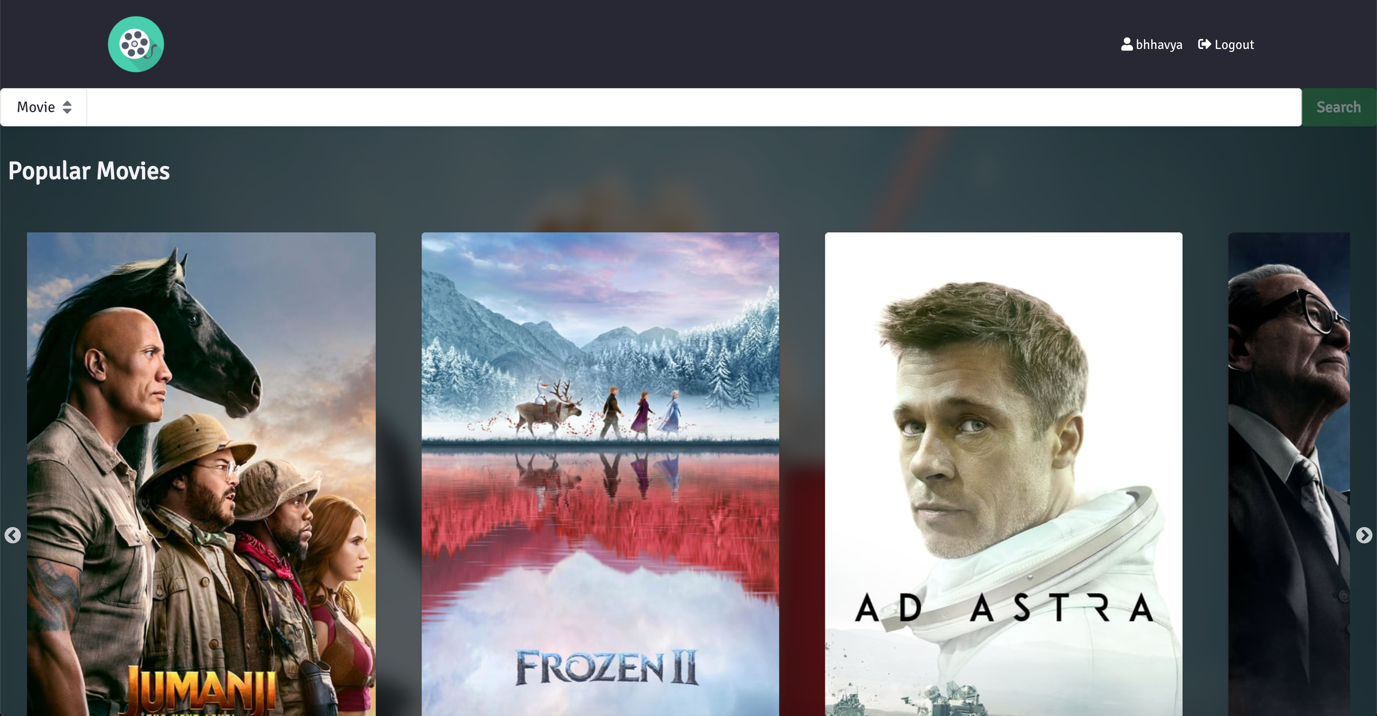 bhhavya Logout
Movie Search
Popular Movies
AD ASTRA
FROZEN II
JUMANJI